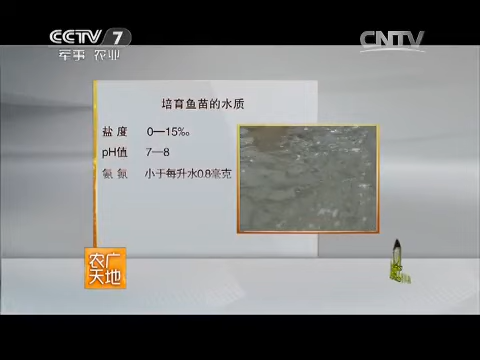 CCTV 7
军事 农业
CNTV
培育鱼苗的水质
盐 度 0—15‰
pH值 7—8
氨 氮 小于每升水0.8毫克
农广
天地